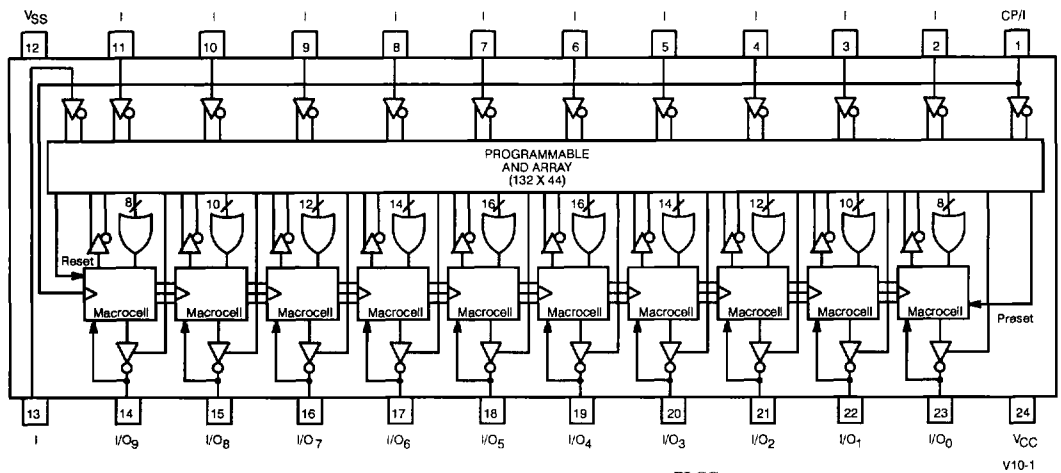 VSS I I I I I I I I I I CP/I
12 11 10 9 8 7 6 5 4 3 2 1
PROGRAMMABLE
AND ARRAY
(132 X 44)
8 10 12 14 16 16 14 12 10 8
Reset
Macrocell Macrocell Macrocell Macrocell Macrocell Macrocell Macrocell Macrocell Macrocell Macrocell
Preset
13 14 15 16 17 18 19 20 21 22 23 24
I I/O9 I/O8 I/O7 I/O6 I/O5 I/O4 I/O3 I/O2 I/O1 I/O0 VCC
V10-1